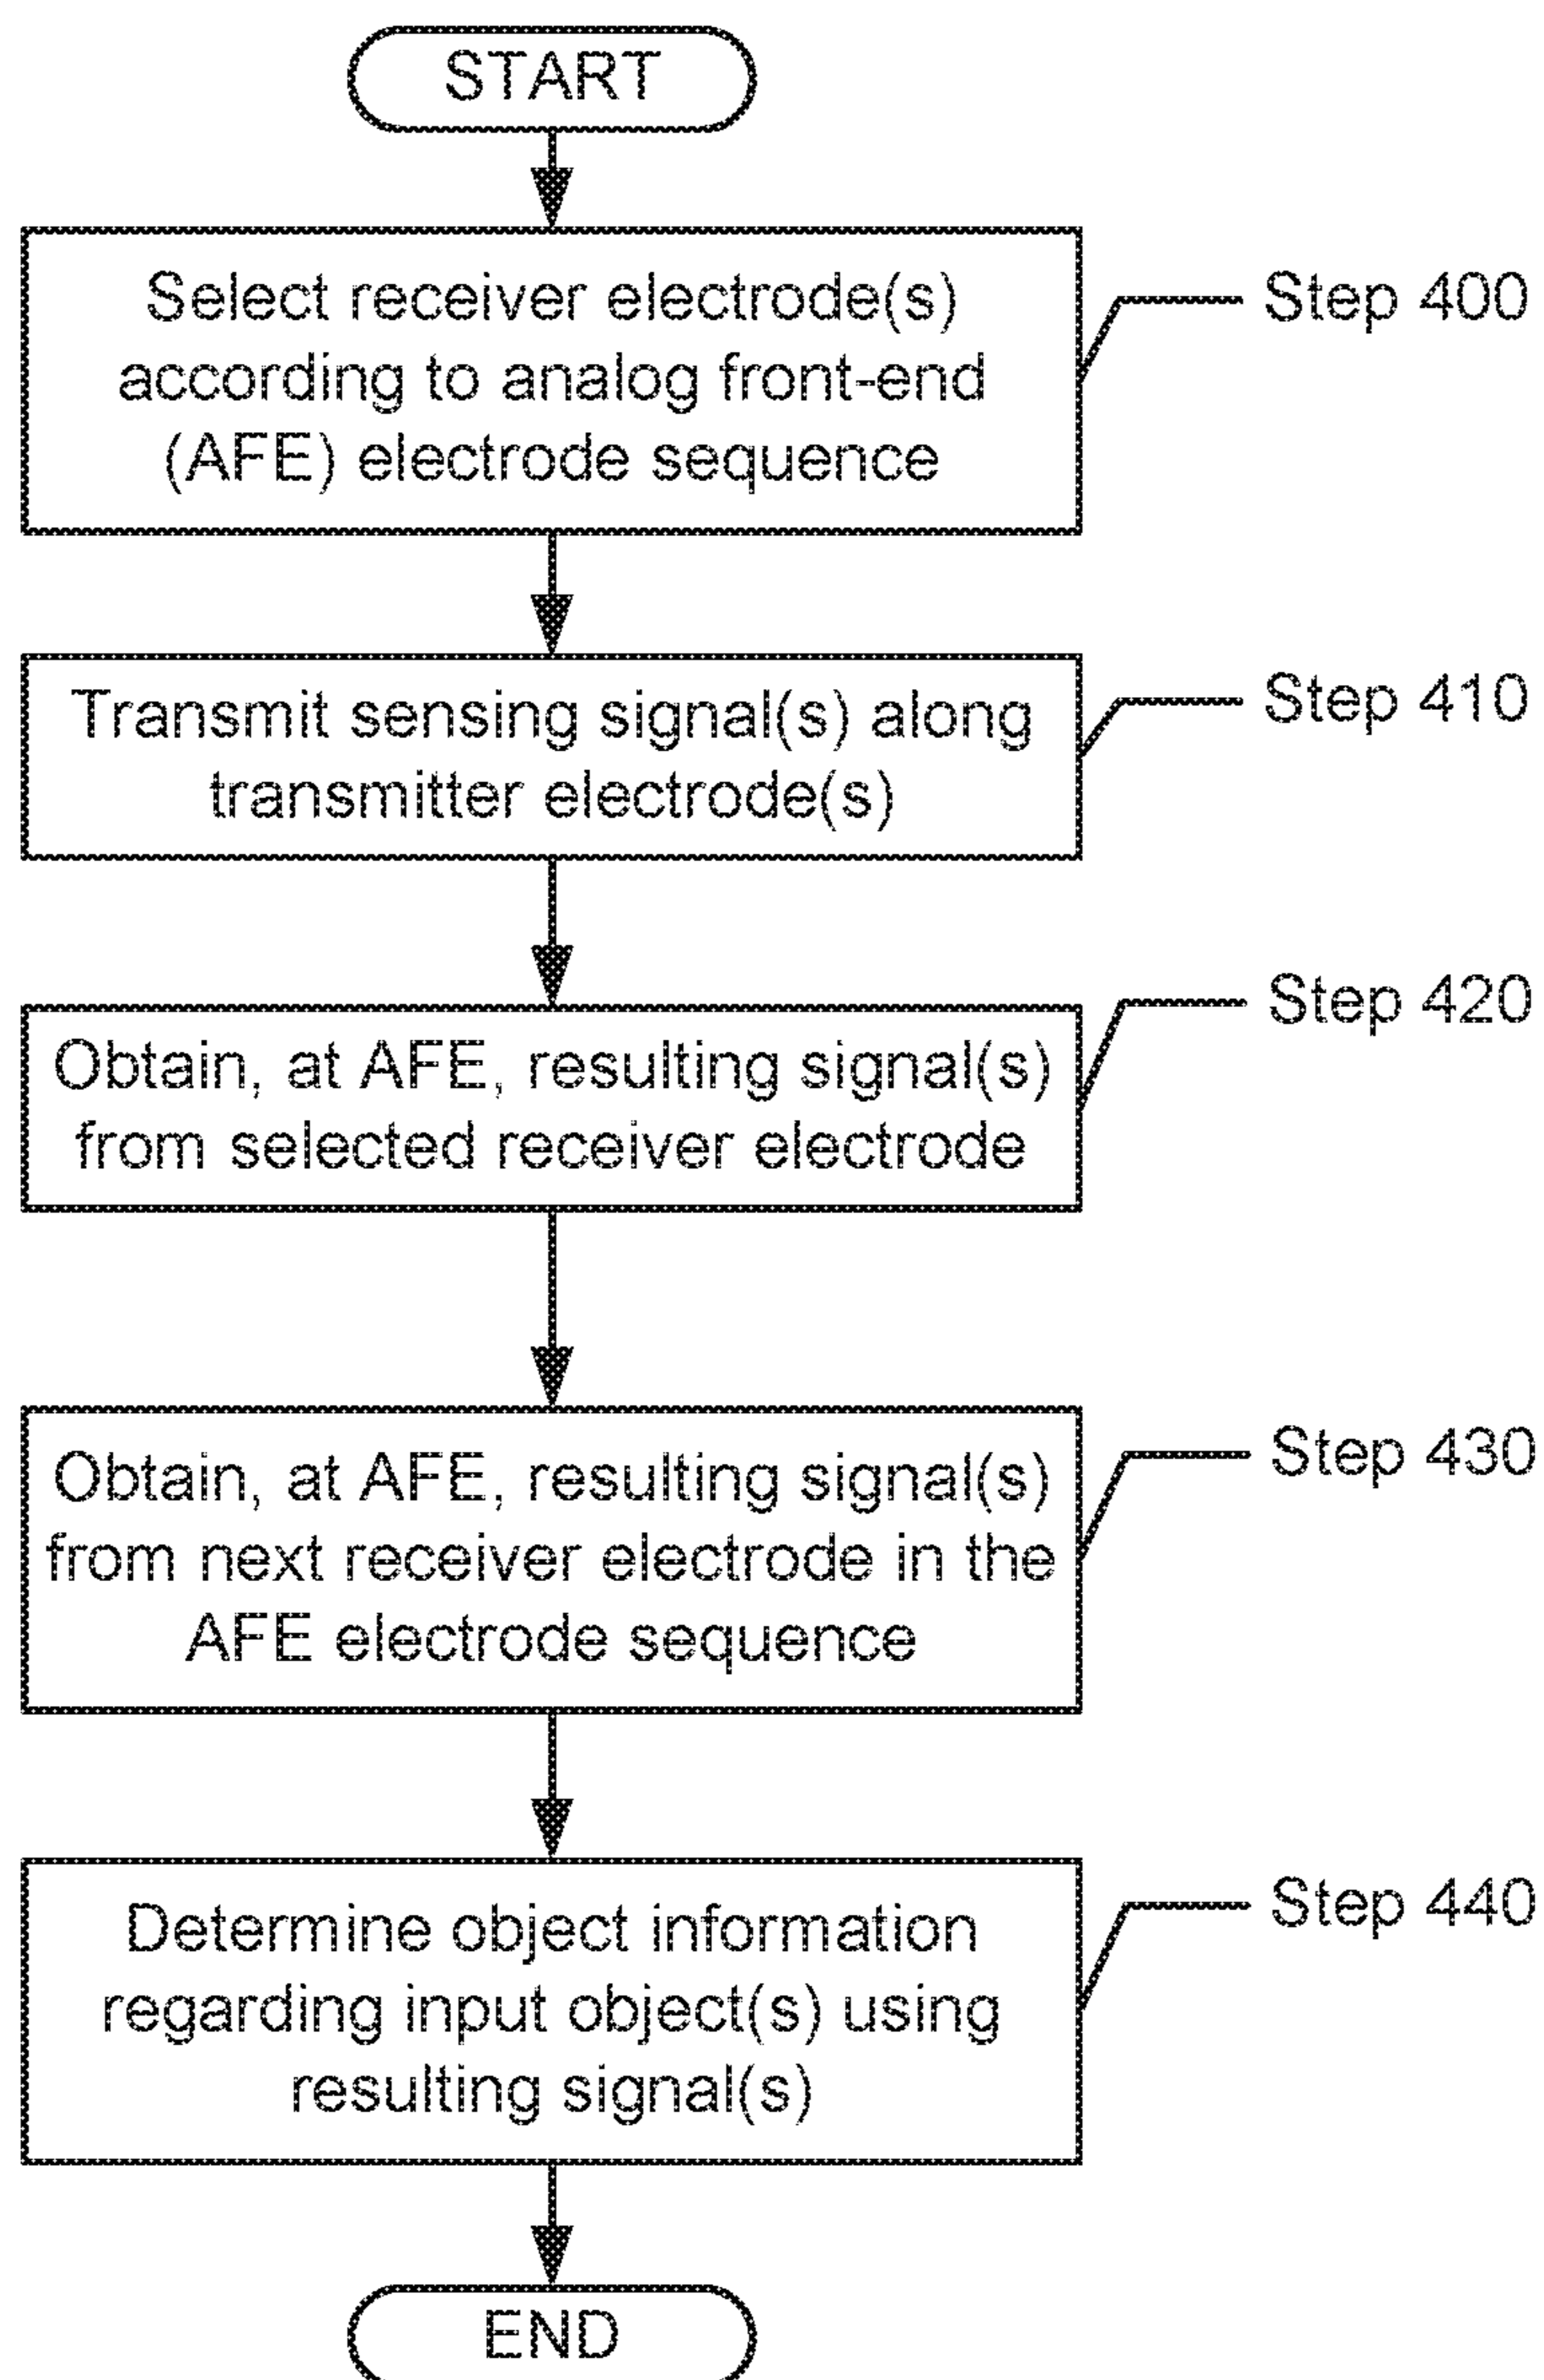 START
Select receiver electrode(s)
according to analog front-end
(AFE) electrode sequence
Step 400
Transmit sensing signal(s) along
transmitter electrode(s)
Step 410
Obtain, at AFE, resulting signal(s)
from selected receiver electrode
Step 420
Obtain, at AFE, resulting signal(s)
from next receiver electrode in the
AFE electrode sequence
Step 430
Determine object information
regarding input object(s) using
resulting signal(s)
Step 440
END